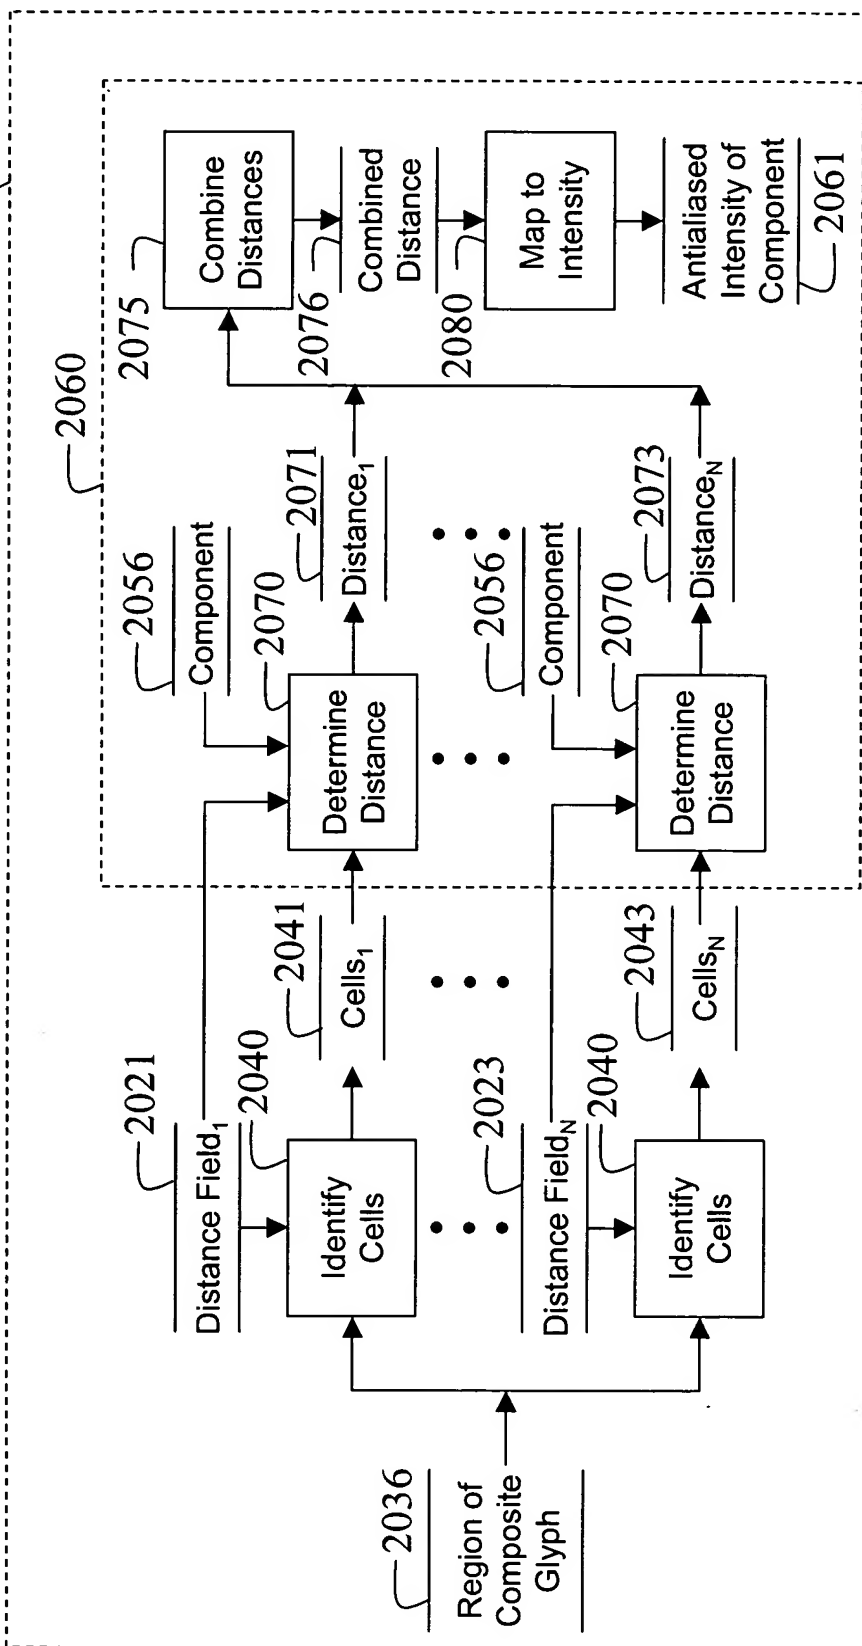 2036
Region of
Composite
Glyph
2021
Distance Field1
2040
Identify
Cells
2041
Cells1
2023
Distance FieldN
2040
Identify
Cells
2043
CellsN
2060
2056
Component
2070
Determine
Distance
2071
Distance1
2056
Component
2070
Determine
Distance
2073
DistanceN
2075
Combine
Distances
2076
Combined
Distance
2080
Map to
Intensity
Antialiased
Intensity of
Component
2061